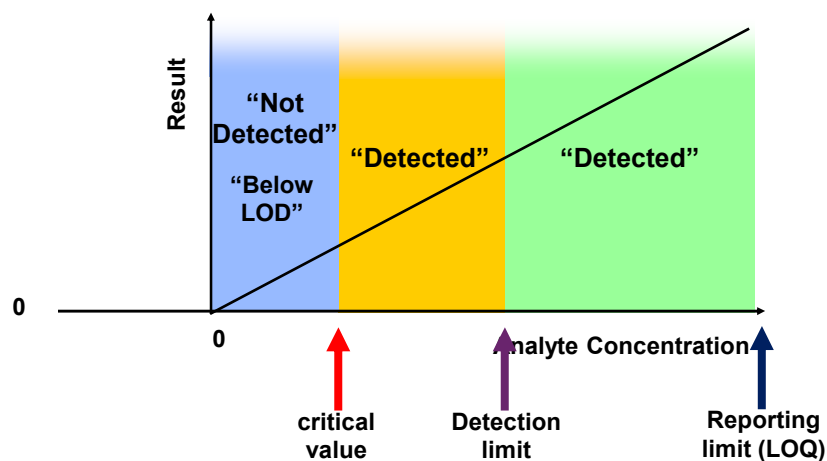 Result
“Not
Detected”
“Below
LOD”
“Detected”
“Detected”
0
0
Analyte Concentration
critical
value
Detection
limit
Reporting
limit (LOQ)